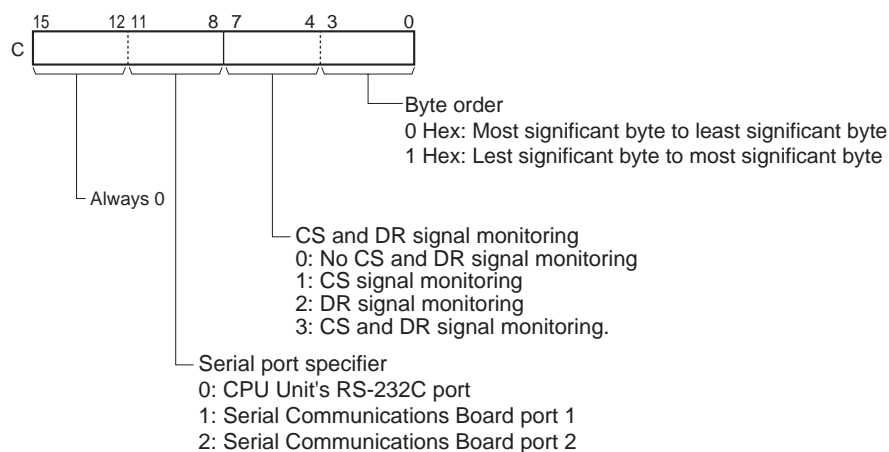 15 12 11 8 7 4 3 0
C
Byte order
0 Hex: Most significant byte to least significant byte
1 Hex: Lest significant byte to most significant byte
Always 0
CS and DR signal monitoring
0: No CS and DR signal monitoring
1: CS signal monitoring
2: DR signal monitoring
3: CS and DR signal monitoring.
Serial port specifier
0: CPU Unit's RS-232C port
1: Serial Communications Board port 1
2: Serial Communications Board port 2